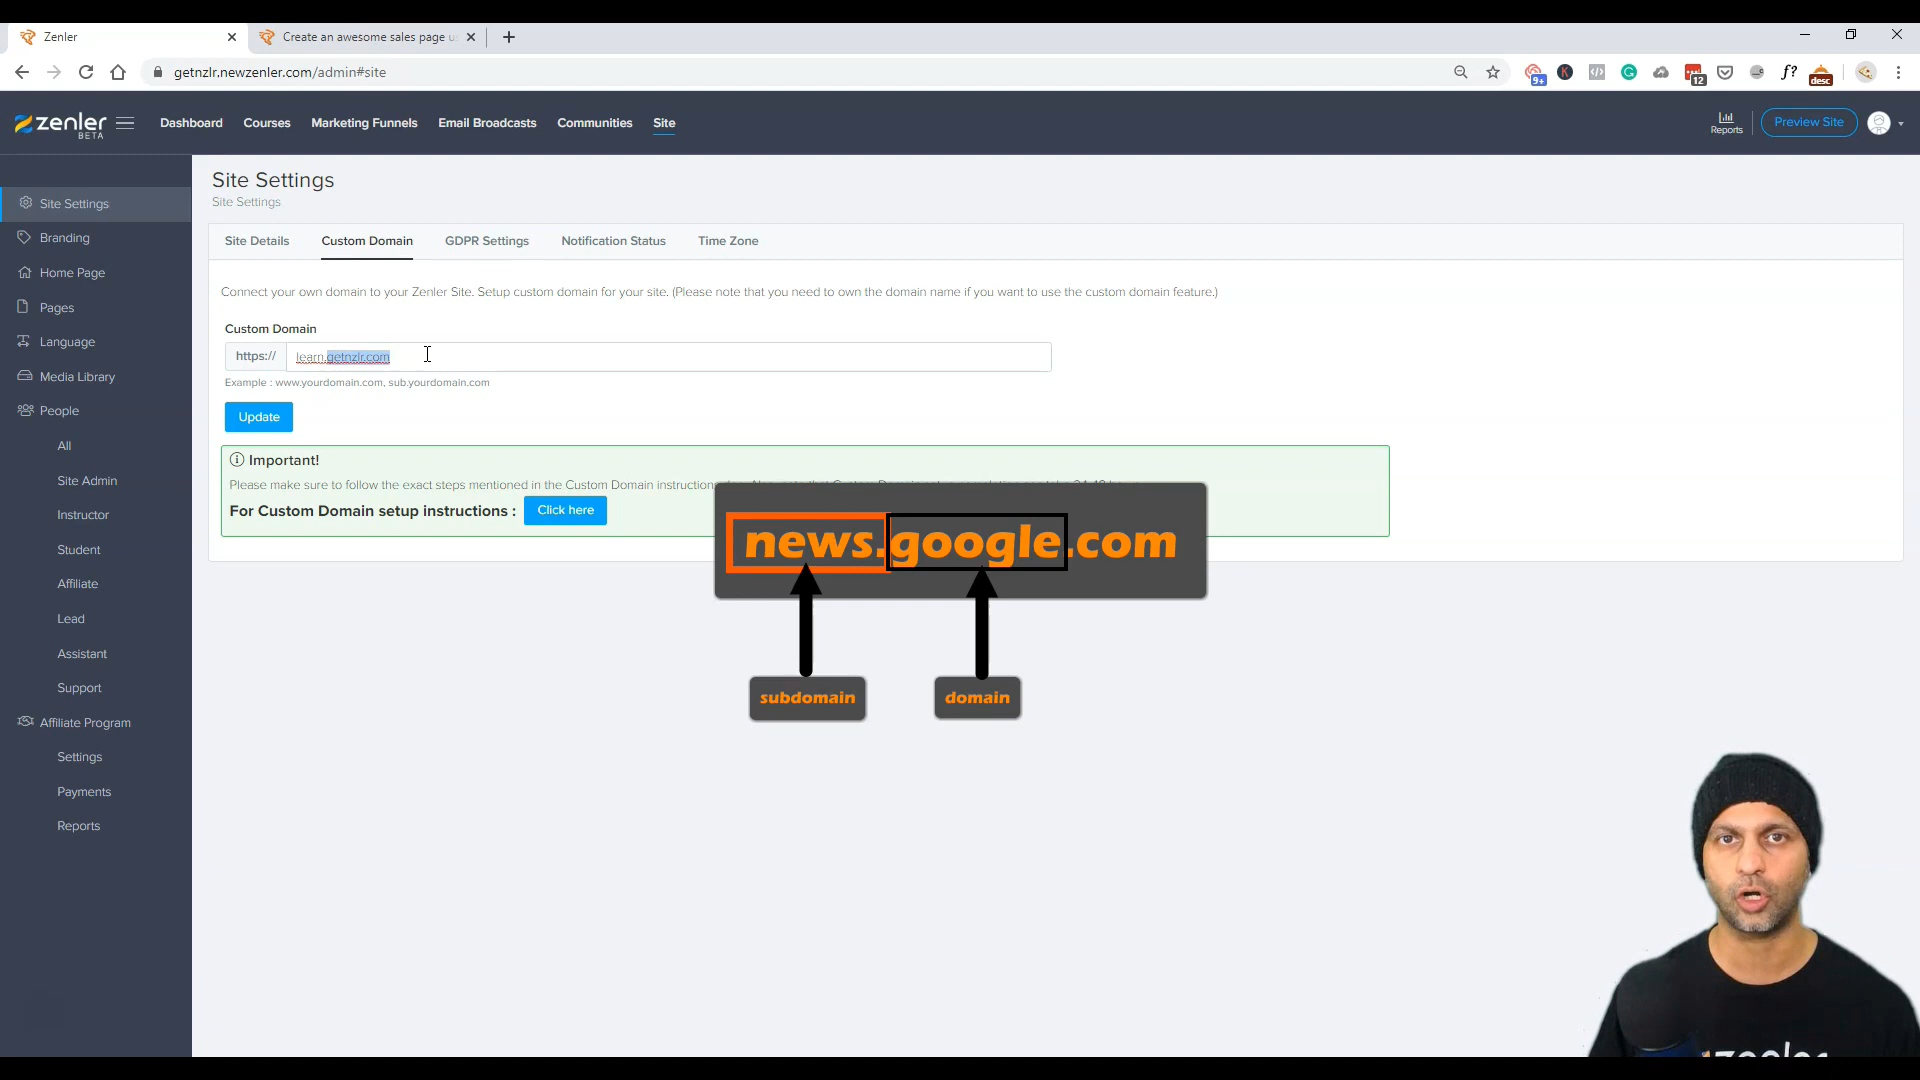 Zenler
Create an awesome sales page u
getnzlr.newzenler.com/admin#site
9+
K
G
12
f?
desc
zenler
BETA
Dashboard
Courses
Marketing Funnels
Email Broadcasts
Communities
Site
Reports
Preview Site
Site Settings
Branding
Home Page
Pages
Language
Media Library
People
All
Site Admin
Instructor
Student
Affiliate
Lead
Assistant
Support
Affiliate Program
Settings
Payments
Reports
Site Settings
Site Settings
Site Details
Custom Domain
GDPR Settings
Notification Status
Time Zone
Connect your own domain to your Zenler Site. Setup custom domain for your site. (Please note that you need to own the domain name if you want to use the custom domain feature.)
Custom Domain
https://
learn.getnzlr.com
Example : www.yourdomain.com, sub.yourdomain.com
Update
Important!
Please make sure to follow the exact steps mentioned in the Custom Domain instruction
For Custom Domain setup instructions :
Click here
news.google.com
subdomain
domain
zenler